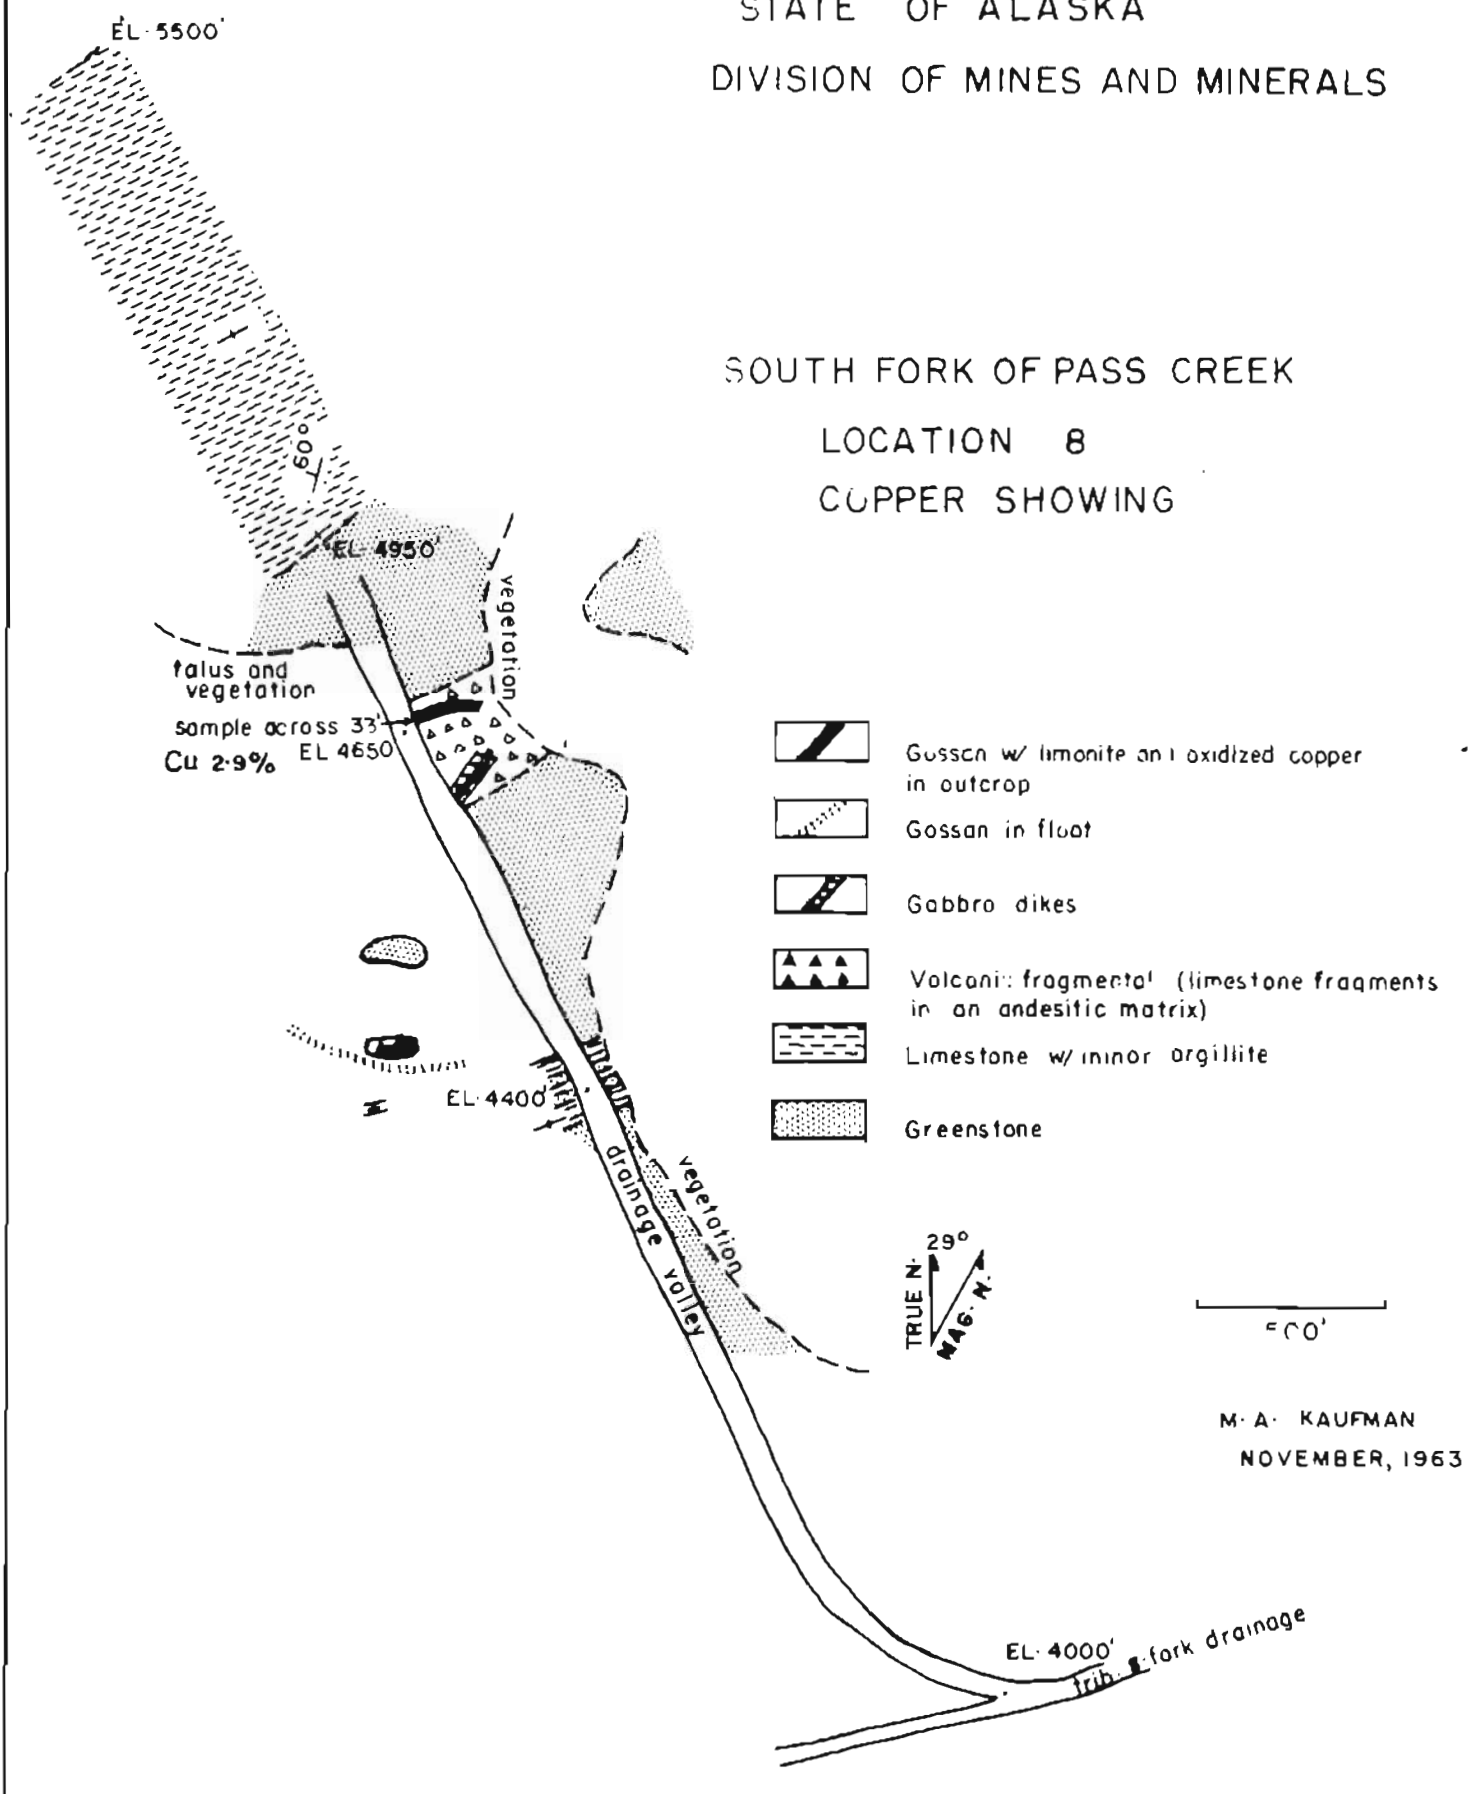 EL. 5500'
STATE OF ALASKA
DIVISION OF MINES AND MINERALS
SOUTH FORK OF PASS CREEK
LOCATION 8
COPPER SHOWING
60°
EL 4950'
vegetation
talus and
vegetation
sample across 33'
EL 4650'
Cu 2.9%
Gossan w/ limonite and oxidized copper
in outcrop
Gossan in float
Gabbro dikes
Volcanic fragmental (limestone fragments
in an andesitic matrix)
Limestone w/ minor argillite
Greenstone
EL. 4400'
drainage valley
vegetation
29°
TRUE N.
MAG. N.
500'
M. A. KAUFMAN
NOVEMBER, 1963
EL. 4000'
trib. fork drainage